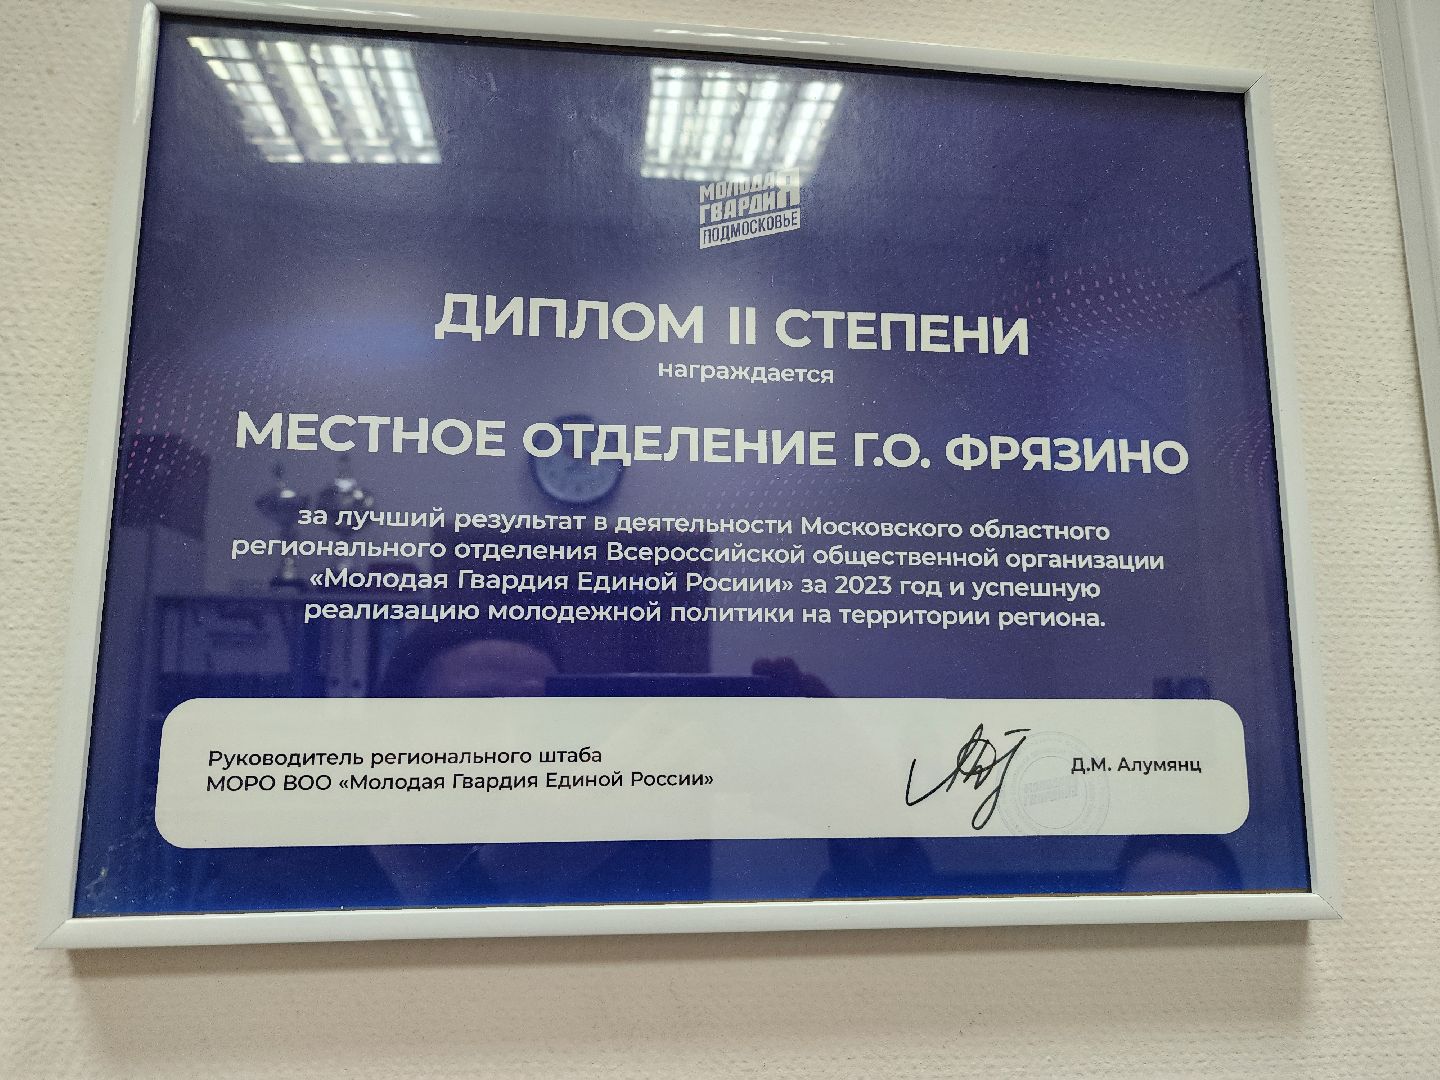 МОЛОДАЯ
ГВАРДИЯ
ПОДМОСКОВЬЕ
ДИПЛОМ II СТЕПЕНИ
награждается
МЕСТНОЕ ОТДЕЛЕНИЕ Г.О. ФРЯЗИНО
за лучший результат в деятельности Московского областного
регионального отделения Всероссийской общественной организации
«Молодая Гвардия Единой Росиии» за 2023 год и успешную
реализацию молодежной политики на территории региона.
Руководитель регионального штаба
МОРО ВОО «Молодая Гвардия Единой России»
Д.М. Алумянц